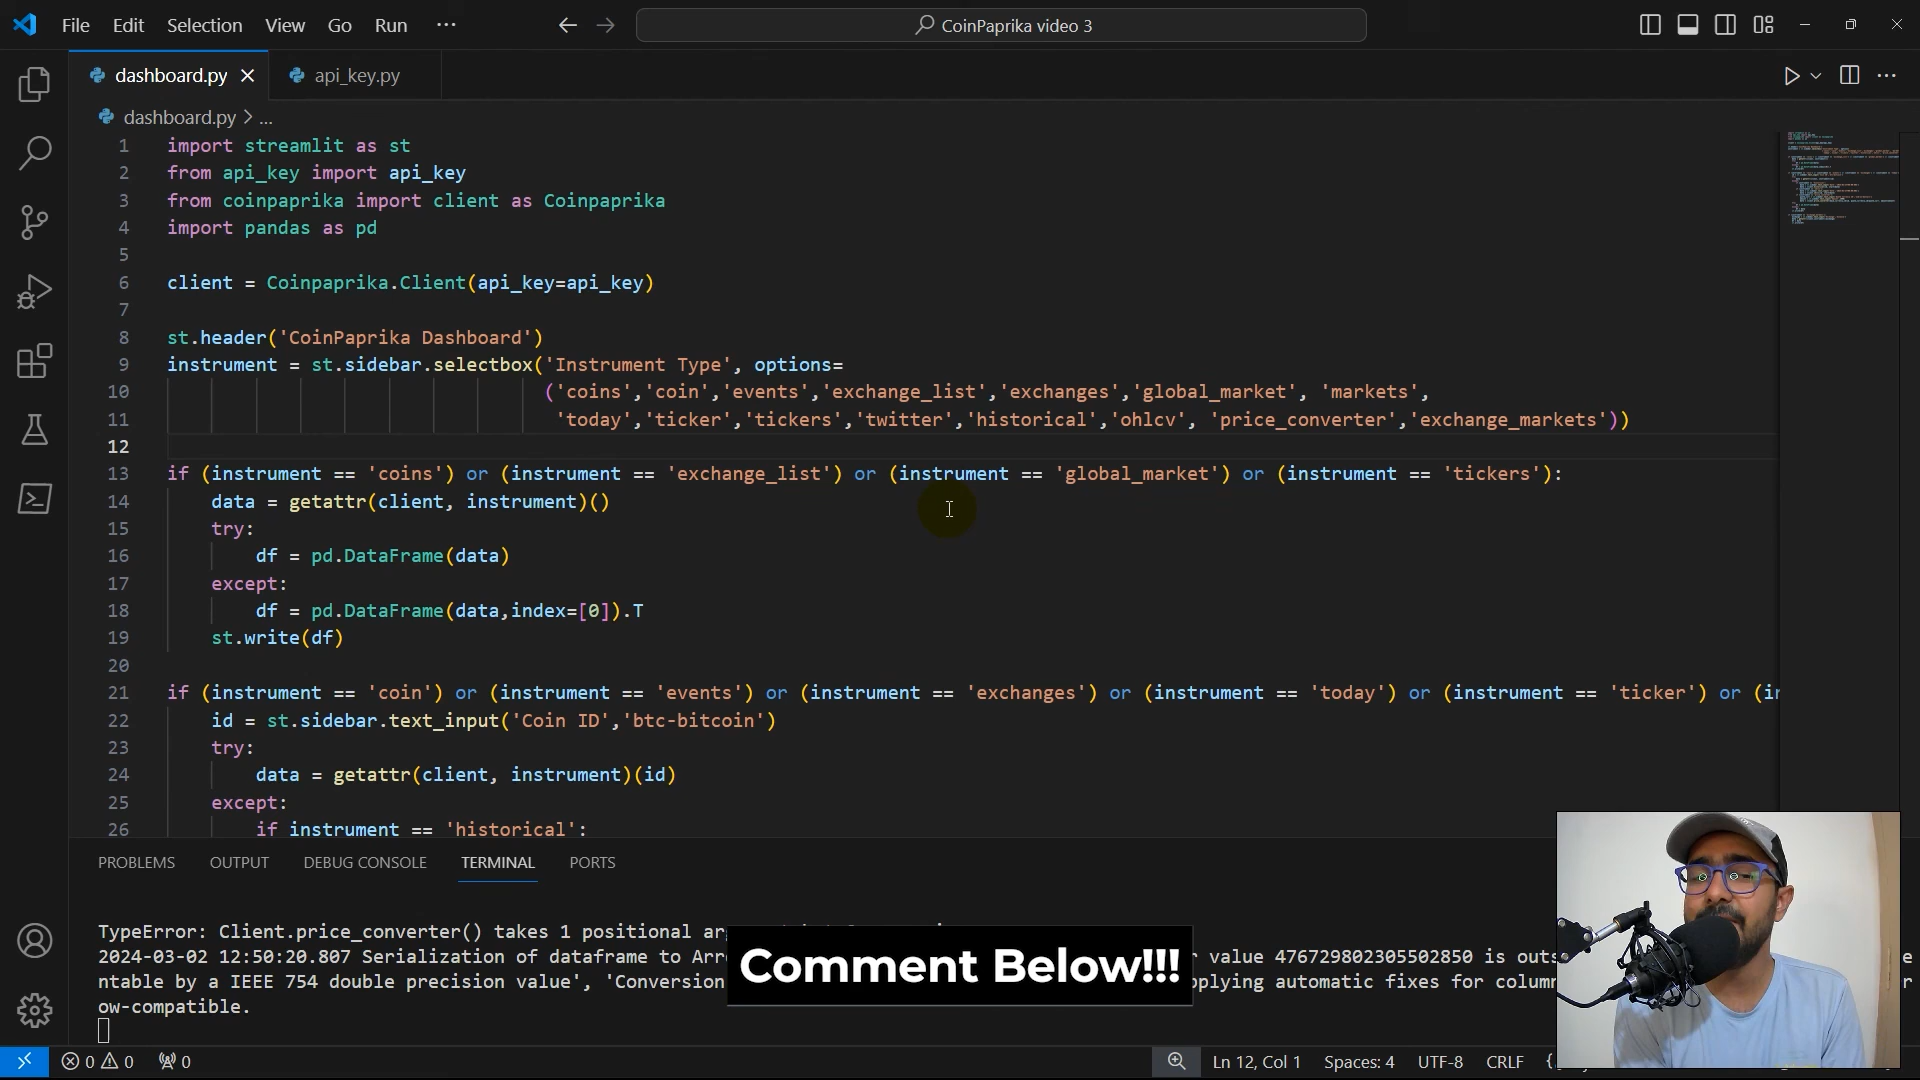 File Edit Selection View Go Run ···
CoinPaprika video 3
dashboard.py
api_key.py
dashboard.py > ...
1 import streamlit as st
2 from api_key import api_key
3 from coinpaprika import client as Coinpaprika
4 import pandas as pd
5
6 client = Coinpaprika.Client(api_key=api_key)
7
8 st.header('CoinPaprika Dashboard')
9 instrument = st.sidebar.selectbox('Instrument Type', options=
10 ('coins','coin','events','exchange_list','exchanges','global_market', 'markets',
11 'today','ticker','tickers','twitter','historical','ohlcv', 'price_converter','exchange_markets'))
12
13 if (instrument == 'coins') or (instrument == 'exchange_list') or (instrument == 'global_market') or (instrument == 'tickers'):
14 data = getattr(client, instrument)()
15 try:
16 df = pd.DataFrame(data)
17 except:
18 df = pd.DataFrame(data,index=[0]).T
19 st.write(df)
20
21 if (instrument == 'coin') or (instrument == 'events') or (instrument == 'exchanges') or (instrument == 'today') or (instrument == 'ticker') or (in
22 id = st.sidebar.text_input('Coin ID','btc-bitcoin')
23 try:
24 data = getattr(client, instrument)(id)
25 except:
26 if instrument == 'historical':
PROBLEMS OUTPUT DEBUG CONSOLE TERMINAL PORTS
TypeError: Client.price_converter() takes 1 positional
2024-03-02 12:50:20.807 Serialization of dataframe to value 476729802305502850 is
ntable by a IEEE 754 double precision value', 'Conversion automatic fixes for
ow-compatible.
Comment Below!!!
0 0 0
Ln 12, Col 1 Spaces: 4 UTF-8 CRLF